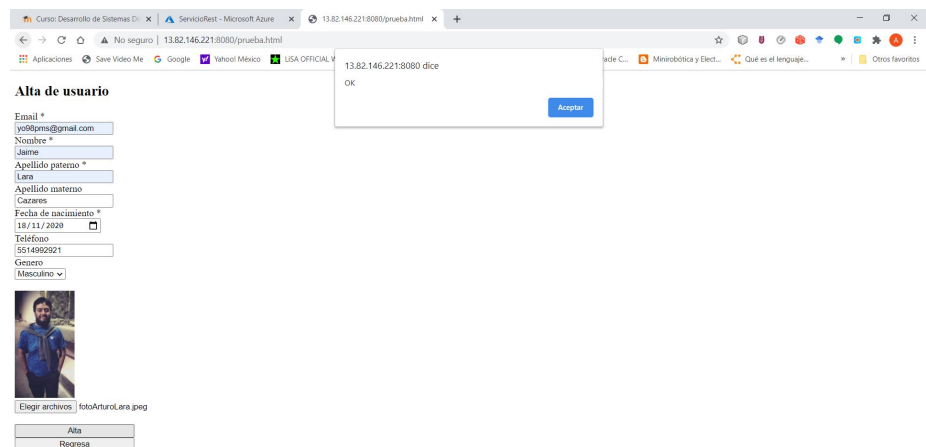 Curso: Desarrollo de Sistemas Di
ServicioRest - Microsoft Azure
13.82.146.221:8080/prueba.html
No seguro | 13.82.146.221:8080/prueba.html
Aplicaciones Save Video Me Google Yahoo! México LiSA OFFICIAL acle C... Minirobótica y Elect... Qué es el lenguaje... » Otros favoritos
13.82.146.221:8080 dice
OK
Aceptar
Alta de usuario
Email *
yo98pms@gmail.com
Nombre *
Jaime
Apellido paterno *
Lara
Apellido materno
Cazares
Fecha de nacimiento *
18/11/2020
Teléfono
5514992921
Genero
Masculino
Elegir archivos fotoArturoLara.jpeg
Alta
Regresa